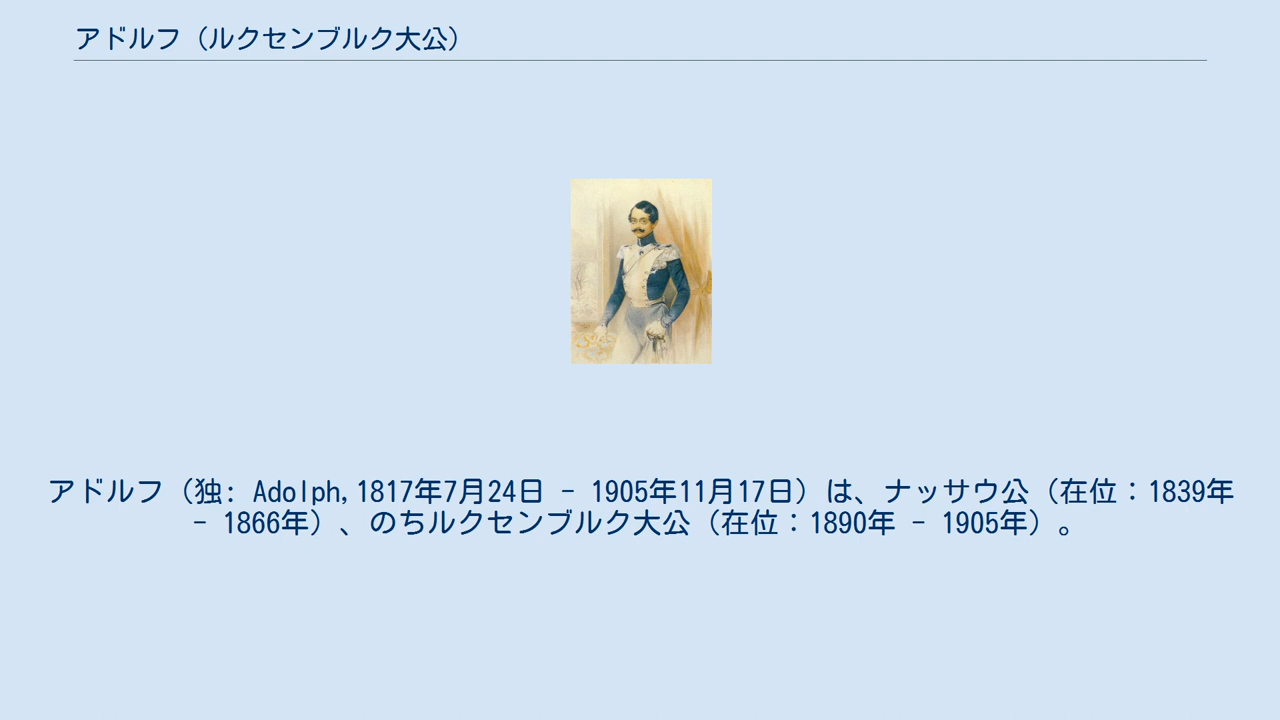 アドルフ（ルクセンブルク大公）
アドルフ（独: Adolph,1817年7月24日 - 1905年11月17日）は、ナッサウ公（在位：1839年
- 1866年）、のちルクセンブルク大公（在位：1890年 - 1905年）。